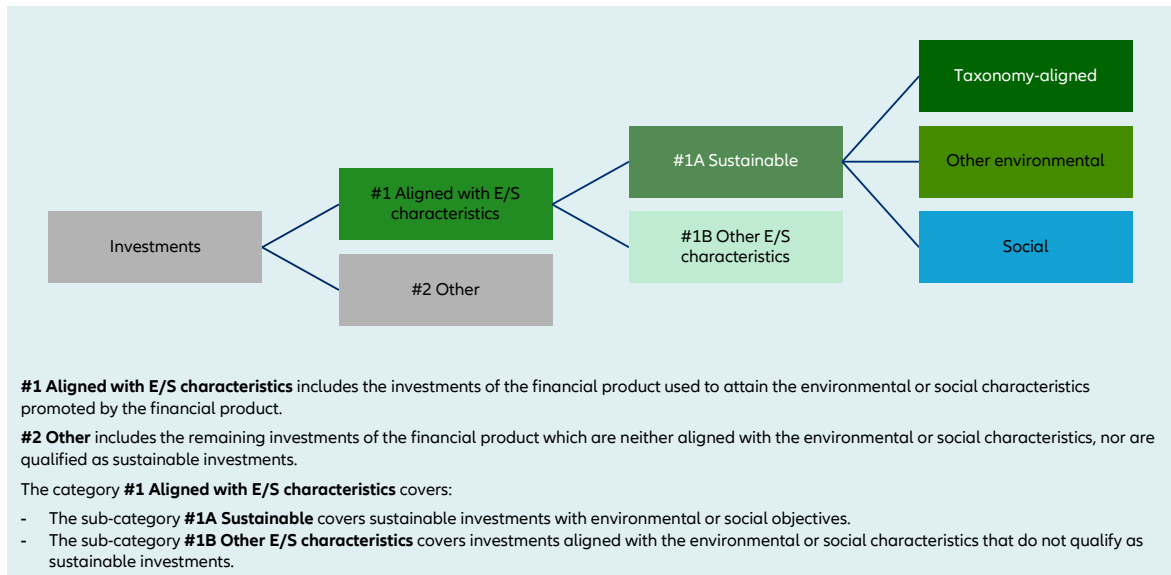 Taxonomy-aligned
#1A Sustainable
Other environmental
#1 Aligned with E/S
characteristics
Investments
#1B Other E/S
characteristics
Social
#2 Other
#1 Aligned with E/S characteristics includes the investments of the financial product used to attain the environmental or social characteristics
promoted by the financial product.
#2 Other includes the remaining investments of the financial product which are neither aligned with the environmental or social characteristics, nor are
qualified as sustainable investments.
The category #1 Aligned with E/S characteristics covers:
- The sub-category #1A Sustainable covers sustainable investments with environmental or social objectives.
- The sub-category #1B Other E/S characteristics covers investments aligned with the environmental or social characteristics that do not qualify as
sustainable investments.